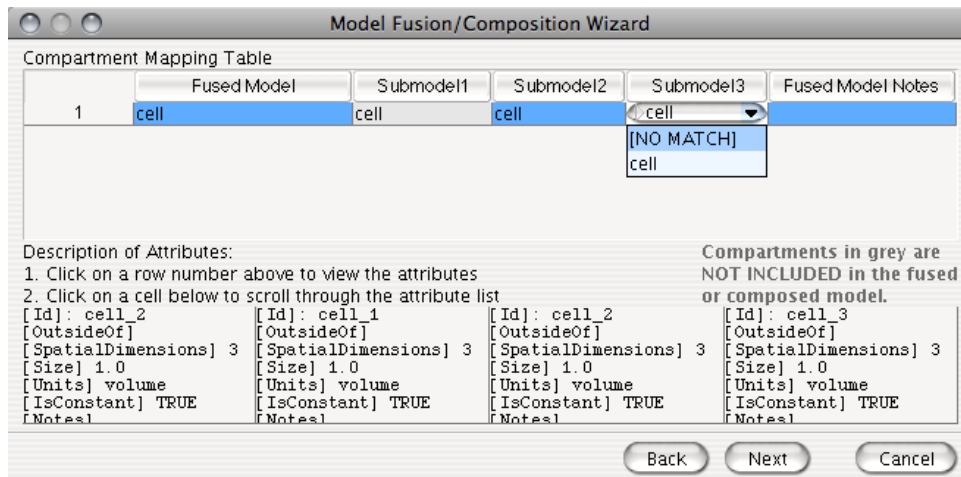 Model Fusion/Composition Wizard
Compartment Mapping Table
Fused Model Submodel1 Submodel2 Submodel3 Fused Model Notes
1 cell cell cell cell
[NO MATCH]
cell
Description of Attributes:
1. Click on a row number above to view the attributes
2. Click on a cell below to scroll through the attribute list
Compartments in grey are
NOT INCLUDED in the fused
or composed model.
[Id]: cell_2 [Id]: cell_1 [Id]: cell_2 [Id]: cell_3
[OutsideOf] [OutsideOf] [OutsideOf] [OutsideOf]
[SpatialDimensions] 3 [SpatialDimensions] 3 [SpatialDimensions] 3 [SpatialDimensions] 3
[Size] 1.0 [Size] 1.0 [Size] 1.0 [Size] 1.0
[Units] volume [Units] volume [Units] volume [Units] volume
[IsConstant] TRUE [IsConstant] TRUE [IsConstant] TRUE [IsConstant] TRUE
[Notes] [Notes] [Notes] [Notes]
Back Next Cancel